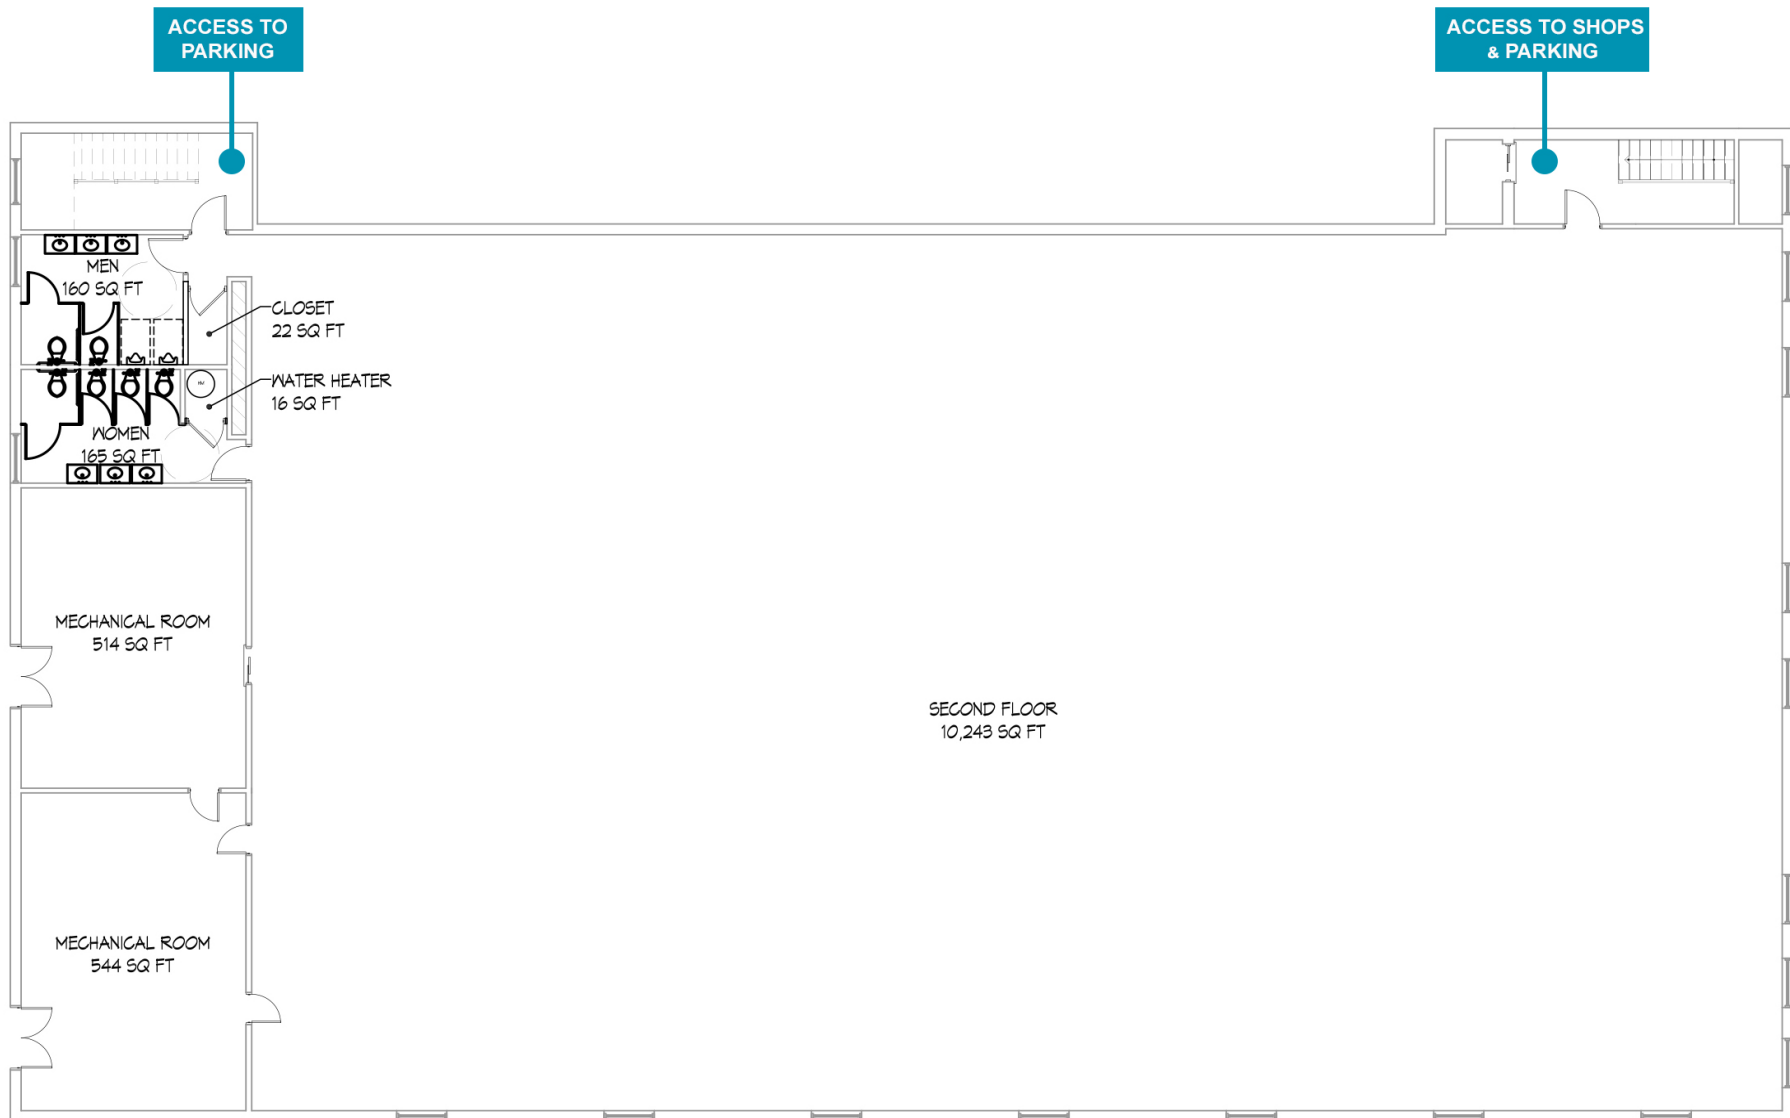 ACCESS TO
PARKING
ACCESS TO SHOPS
& PARKING
MEN
160 SQ FT
CLOSET
22 SQ FT
WATER HEATER
16 SQ FT
WOMEN
165 SQ FT
MECHANICAL ROOM
514 SQ FT
SECOND FLOOR
10,243 SQ FT
MECHANICAL ROOM
544 SQ FT